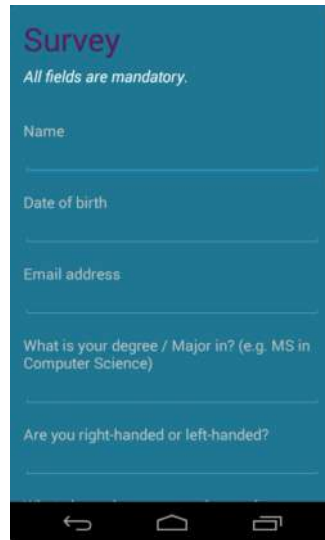 Survey
All fields are mandatory.
Name
Date of birth
Email address
What is your degree / Major in? (e.g. MS in
Computer Science)
Are you right-handed or left-handed?